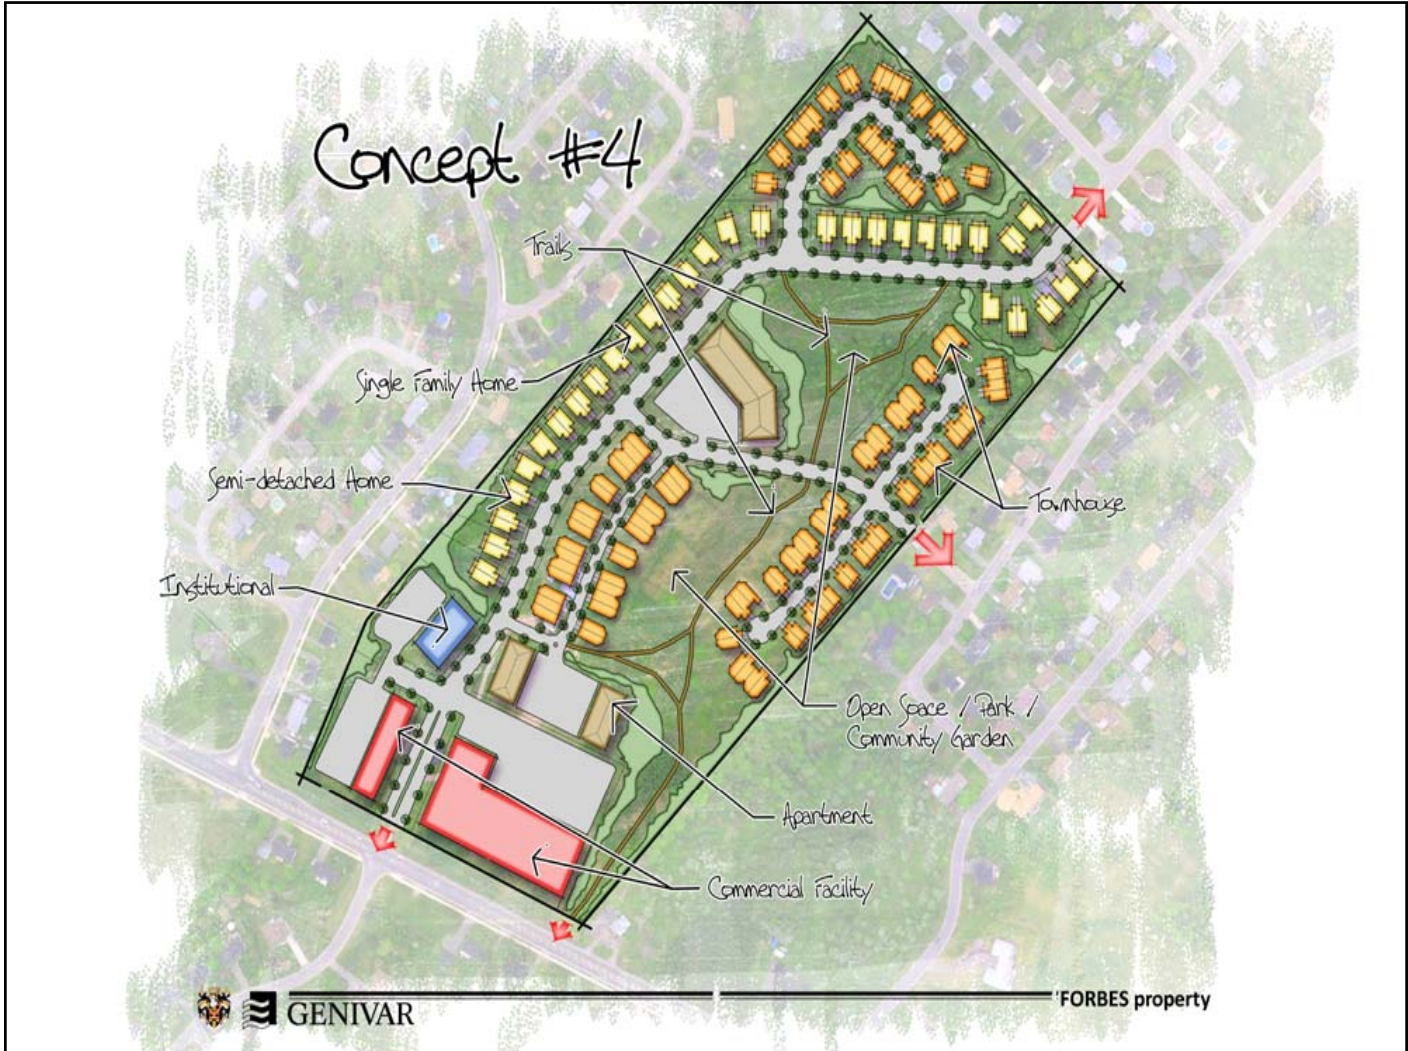 Concept #4
Trails
Single Family Home
Semi-detached Home
Townhouse
Institutional
Open Space / Park /
Community Garden
Apartment
Commercial Facility
GENIVAR
FORBES property